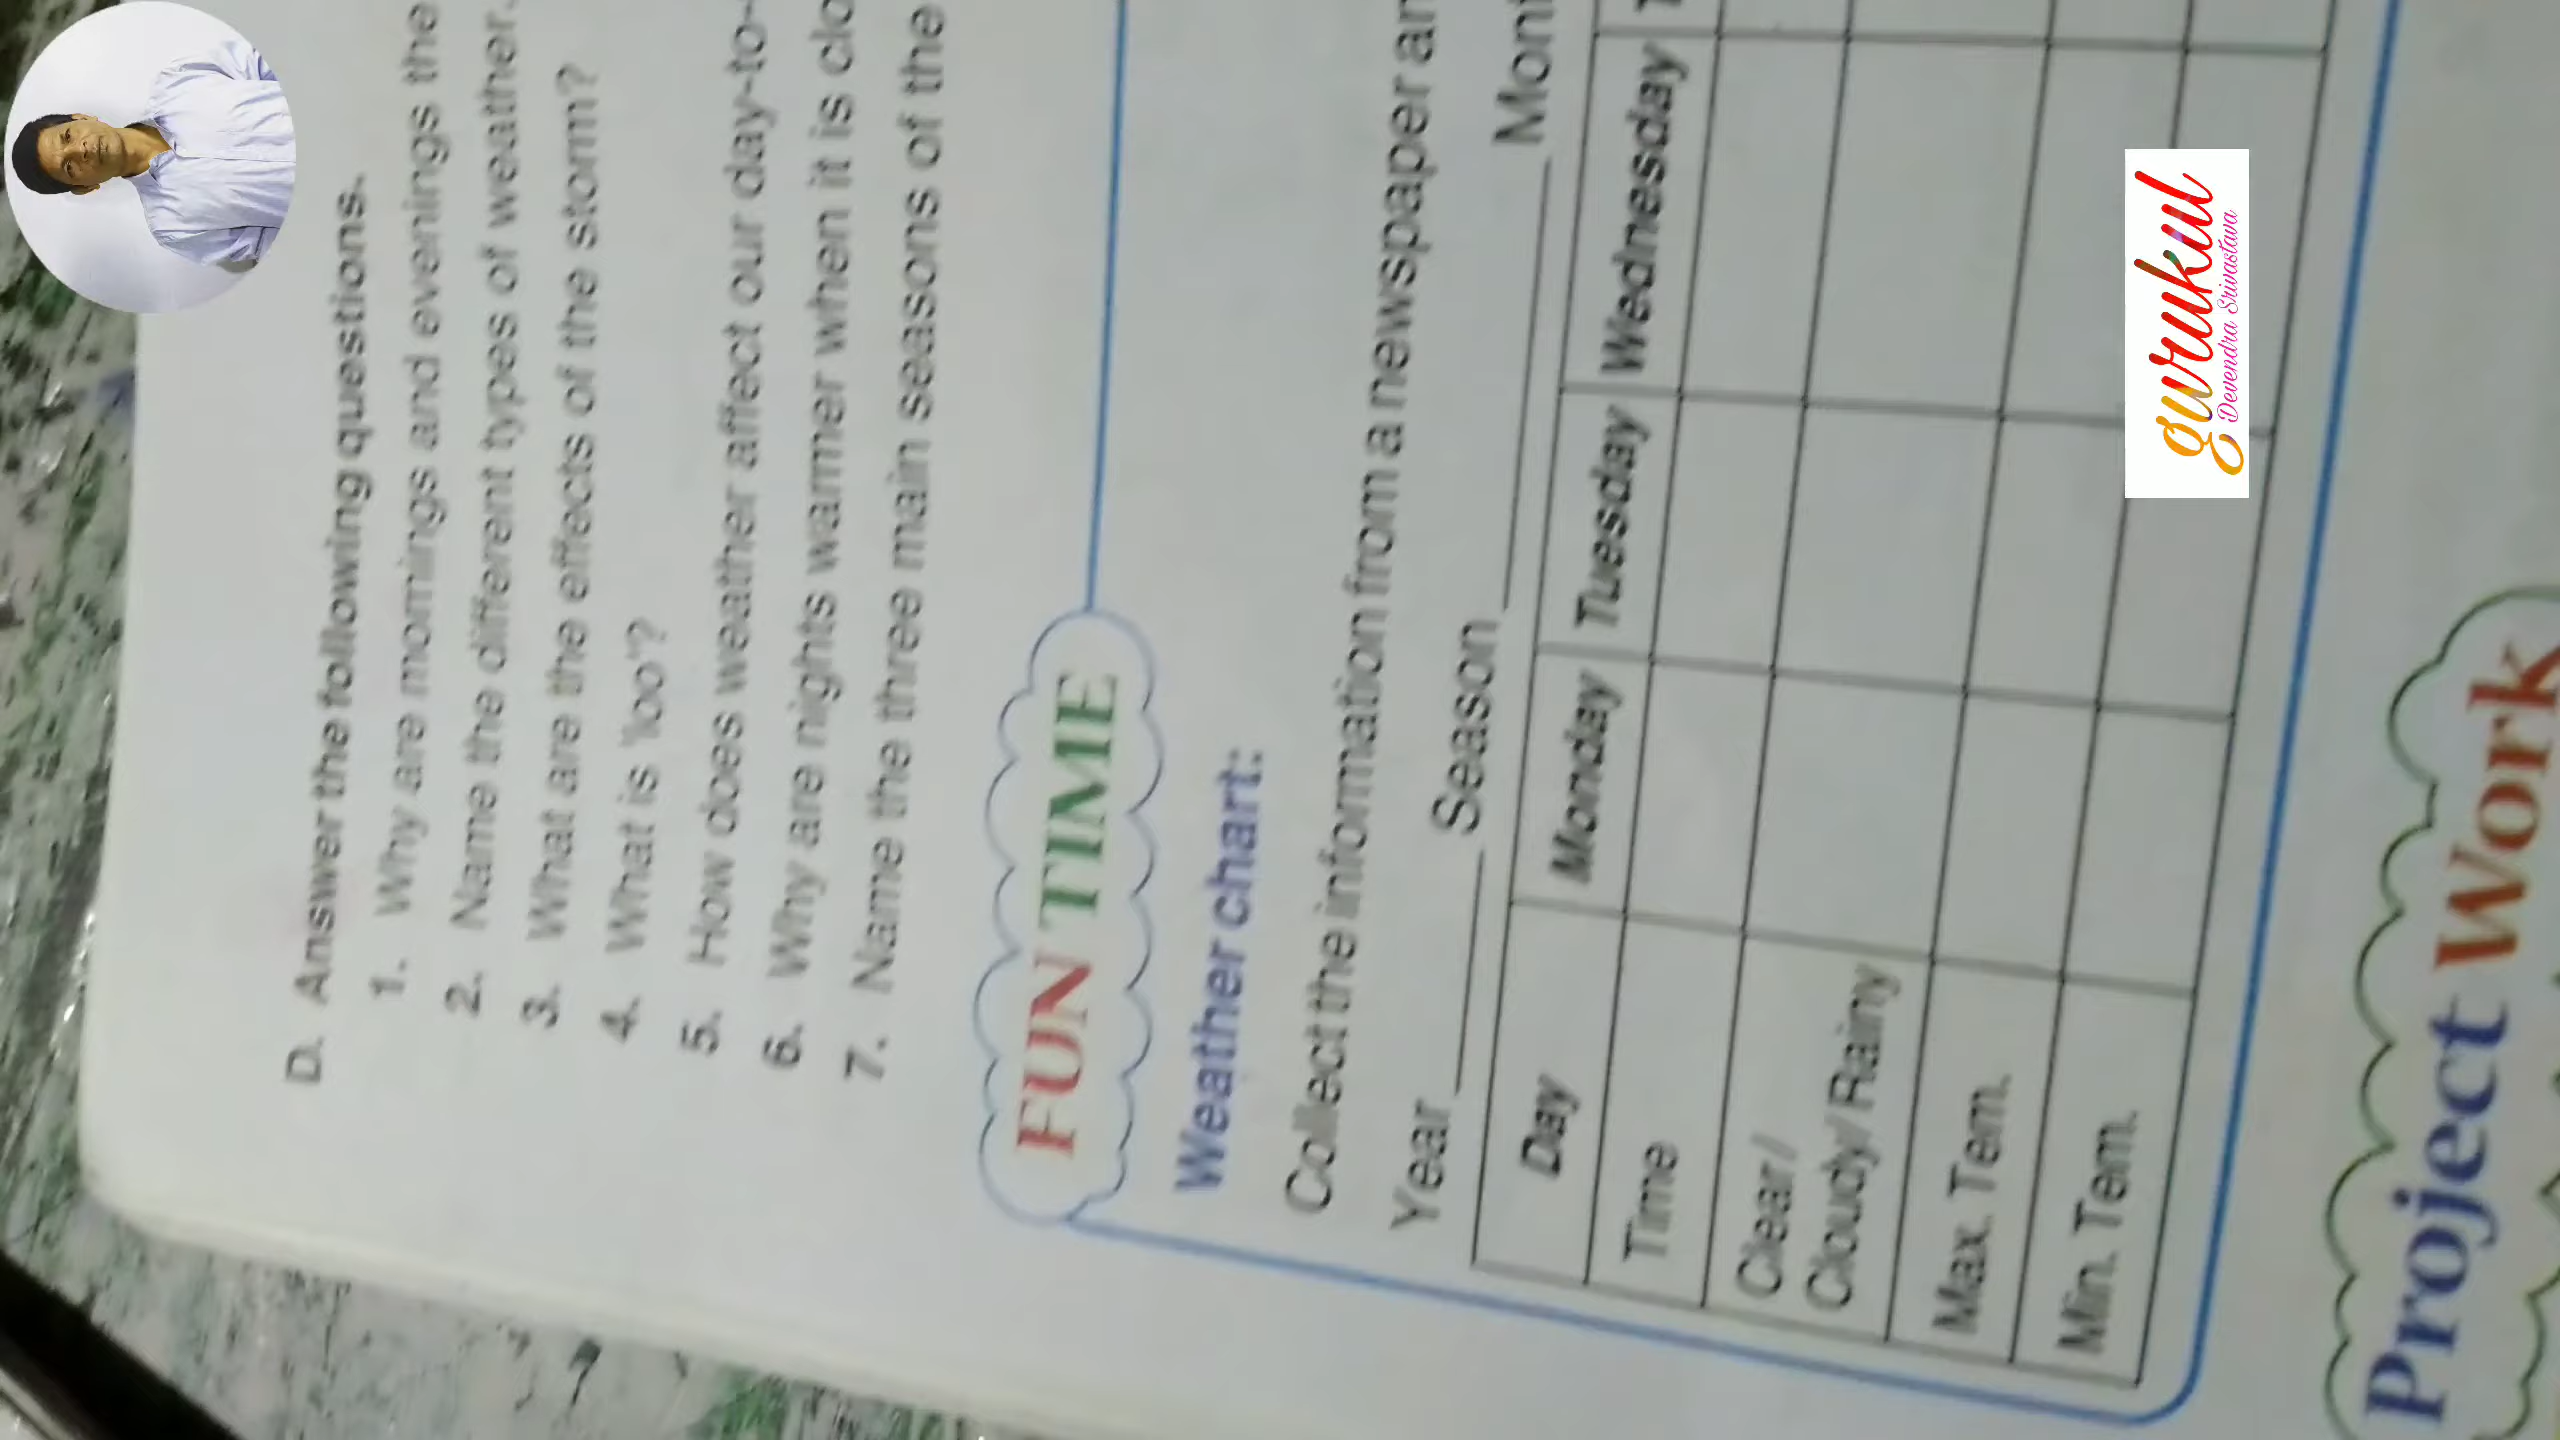 D. Answer the following questions.
1. Why are mornings and evenings the
2. Name the different types of weather.
3. What are the effects of the storm?
4. What is 'loo'?
5. How does weather affect our day-to-
6. Why are nights warmer when it is clo
7. Name the three main seasons of the
FUN TIME
Weather chart:
Collect the information from a newspaper an
Year ________ Season ________________ Mont
Day Monday Tuesday Wednesday T
Time
Clear /
Cloudy/ Rainy
Max. Tem.
Min. Tem.
Project Work
gurukul
Devendra Srivastava